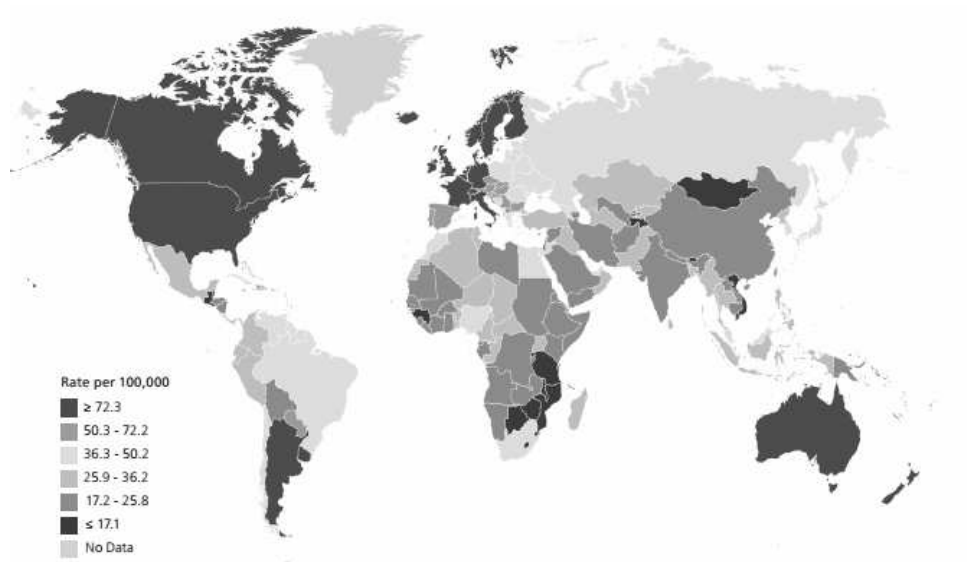 Rate per 100,000
≥ 72.3
50.3 - 72.2
36.3 - 50.2
25.9 - 36.2
17.2 - 25.8
≤ 17.1
No Data